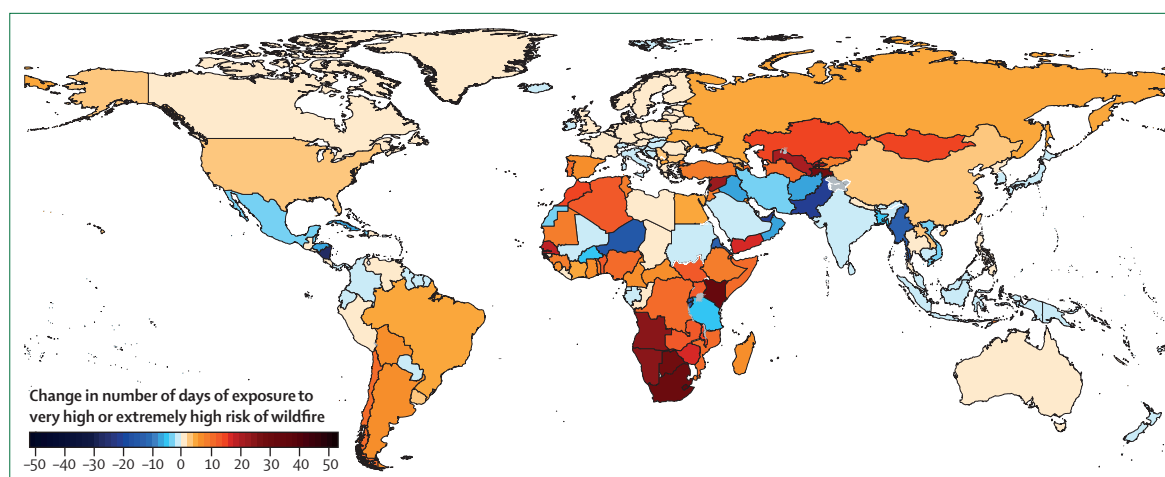 Change in number of days of exposure to
very high or extremely high risk of wildfire
–50 –40 –30 –20 –10 0 10 20 30 40 50